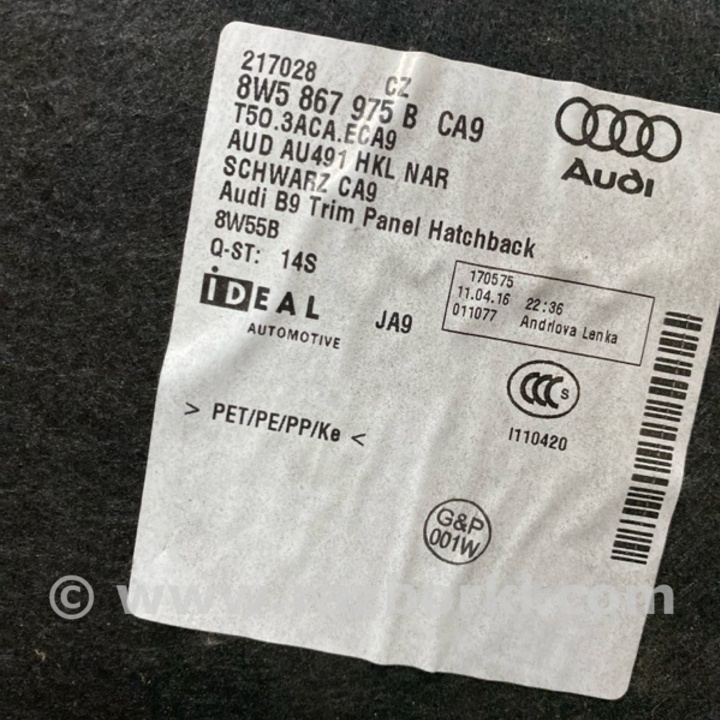 217028 CZ
8W5 867 975 B CA9
T50.3ACA.ECA9
AUD AU491 HKL NAR
SCHWARZ CA9
Audi B9 Trim Panel Hatchback
8W55B
Q-ST: 14S
Audi
IDEAL
AUTOMOTIVE
JA9
170575
11.04.16 22:36
011077 Andrlova Lenka
CCC S
I110420
> PET/PE/PP/Ke <
G&P
001W